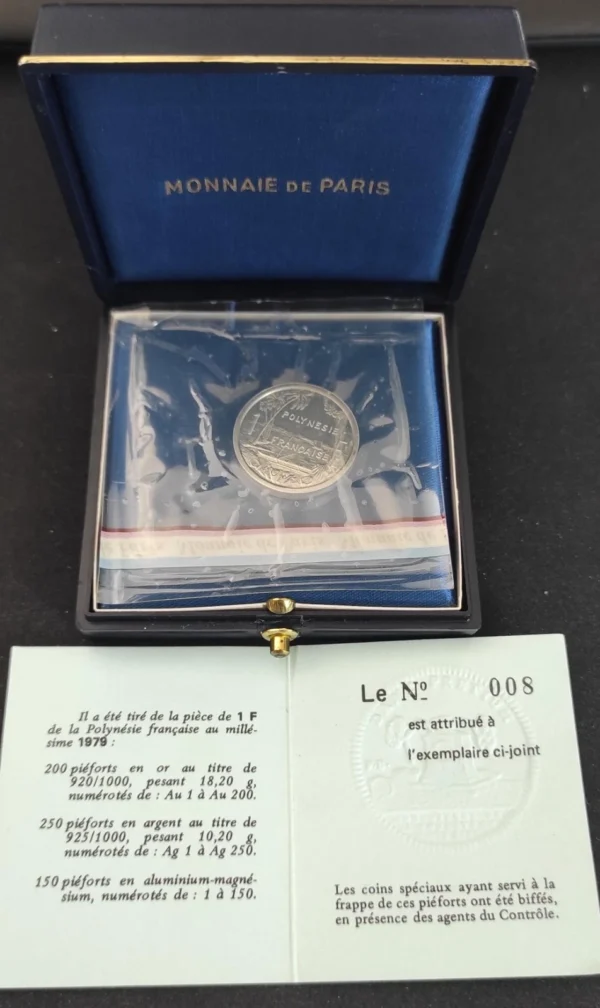 MONNAIE DE PARIS
POLYNESIE
FRANÇAISE
Il a été tiré de la pièce de 1 F
de la Polynésie française au millé-
sime 1979 :
200 piéforts en or au titre de
920/1000, pesant 18,20 g,
numérotés de : Au 1 à Au 200.
250 piéforts en argent au titre de
925/1000, pesant 10,20 g,
numérotés de : Ag 1 à Ag 250.
150 piéforts en aluminium-magné-
sium, numérotés de : 1 à 150.
Le Nº 008
est attribué à
l'exemplaire ci-joint
Les coins spéciaux ayant servi à la
frappe de ces piéforts ont été biffés,
en présence des agents du Contrôle.